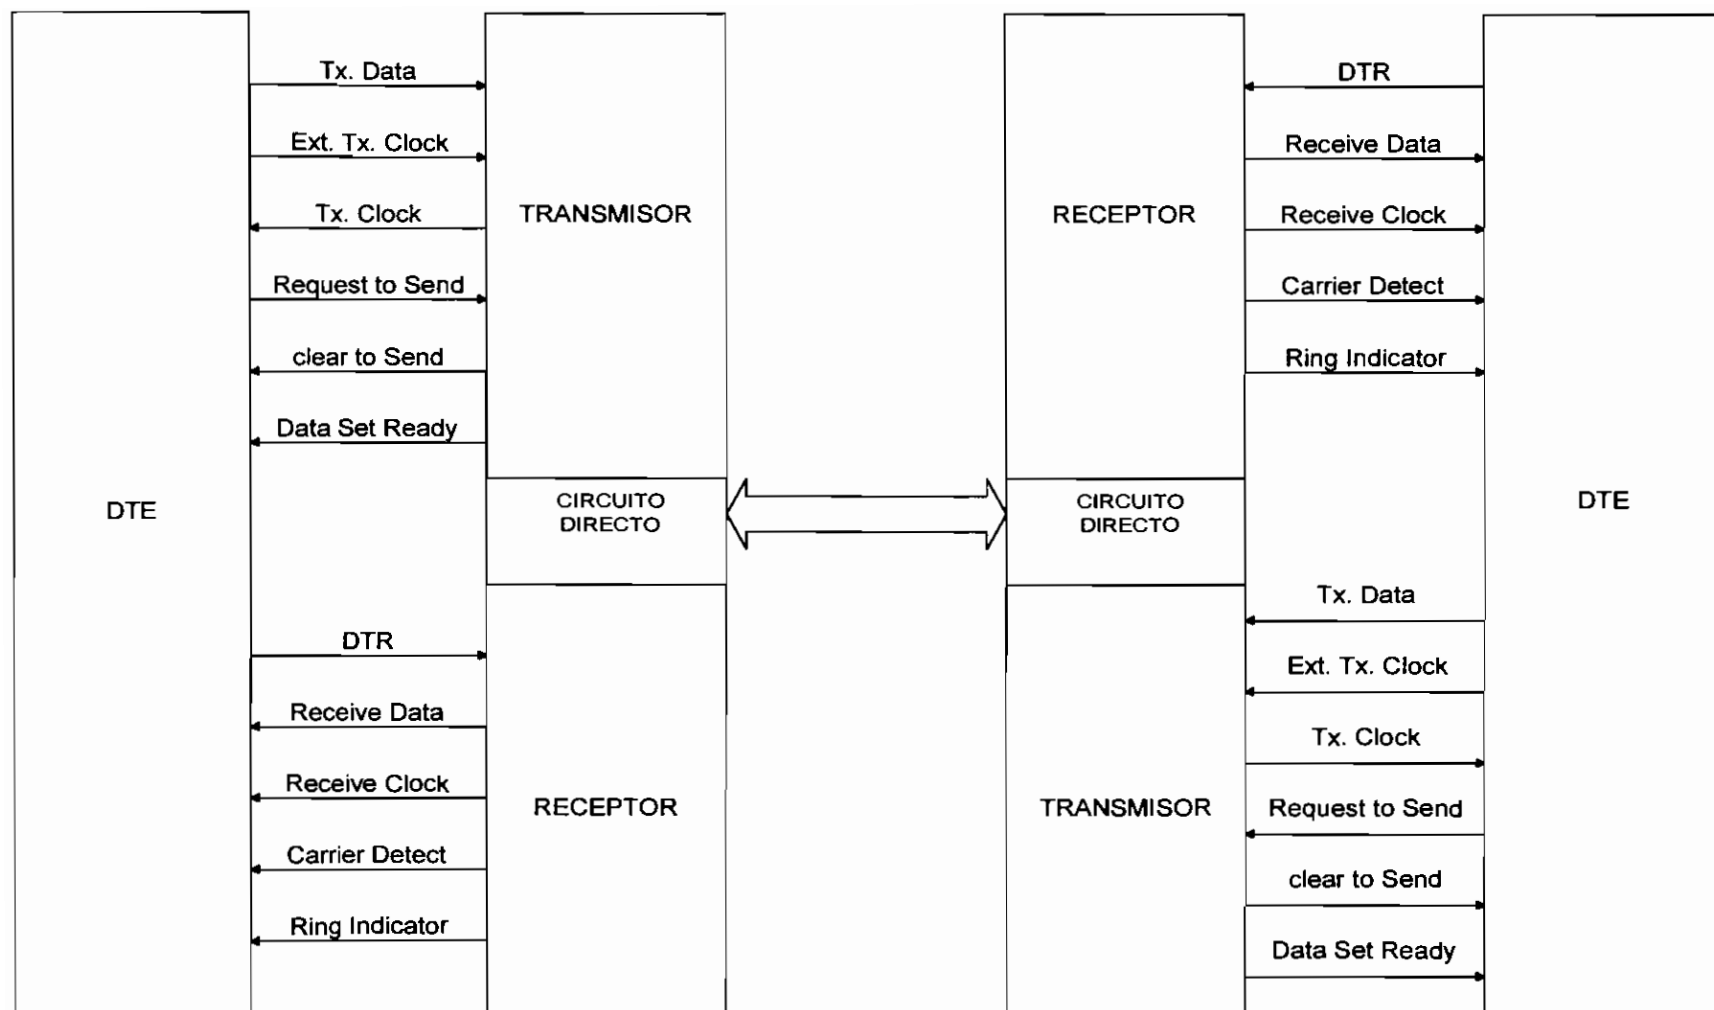 Tx. Data
Ext. Tx. Clock
Tx. Clock
Request to Send
clear to Send
Data Set Ready
DTE
DTR
Receive Data
Receive Clock
Carrier Detect
Ring Indicator
TRANSMISOR
CIRCUITO
DIRECTO
RECEPTOR
RECEPTOR
CIRCUITO
DIRECTO
TRANSMISOR
DTR
Receive Data
Receive Clock
Carrier Detect
Ring Indicator
Tx. Data
Ext. Tx. Clock
Tx. Clock
Request to Send
clear to Send
Data Set Ready
DTE